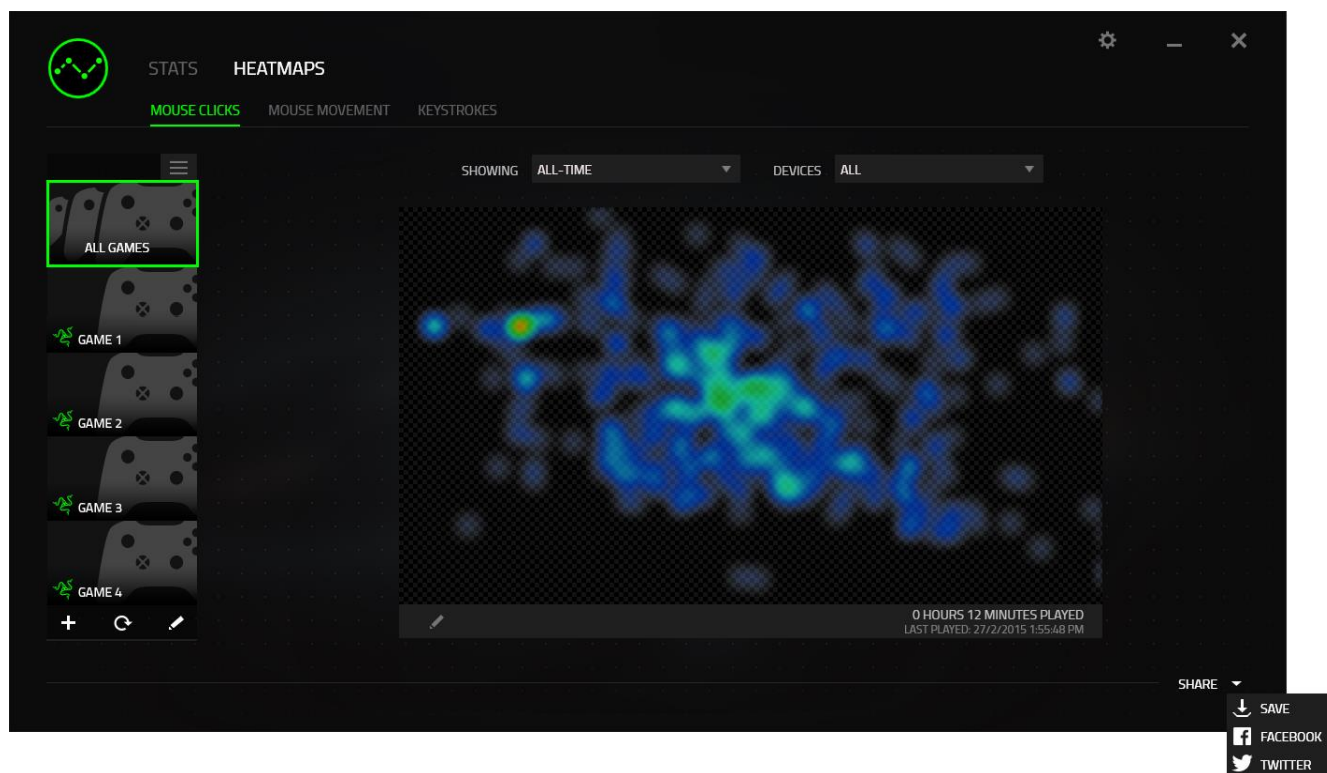 STATS HEATMAPS
MOUSE CLICKS MOUSE MOVEMENT KEYSTROKES
SHOWING ALL-TIME DEVICES ALL
ALL GAMES
GAME 1
GAME 2
GAME 3
GAME 4
0 HOURS 12 MINUTES PLAYED
LAST PLAYED: 27/2/2015 1:55:48 PM
SHARE
SAVE
FACEBOOK
TWITTER